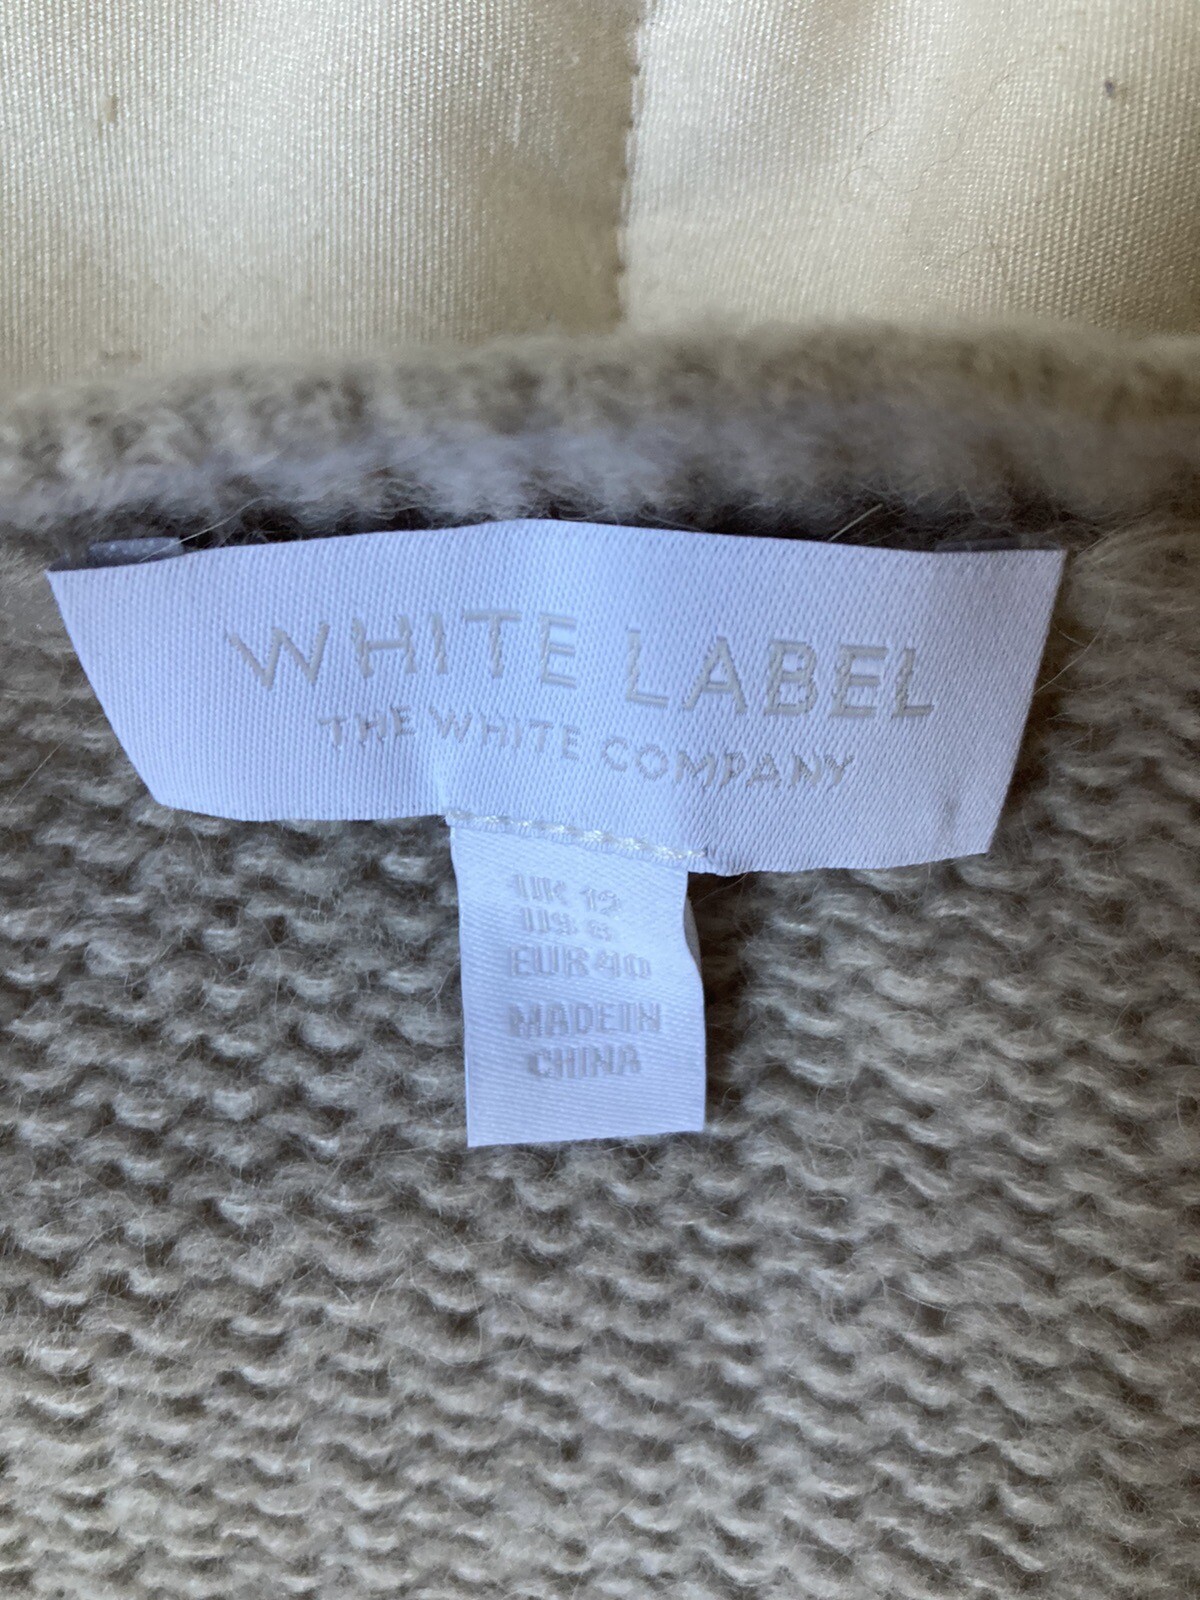 WHITE LABEL
THE WHITE COMPANY
UK 12
US 8
EUR 40
MADE IN
CHINA